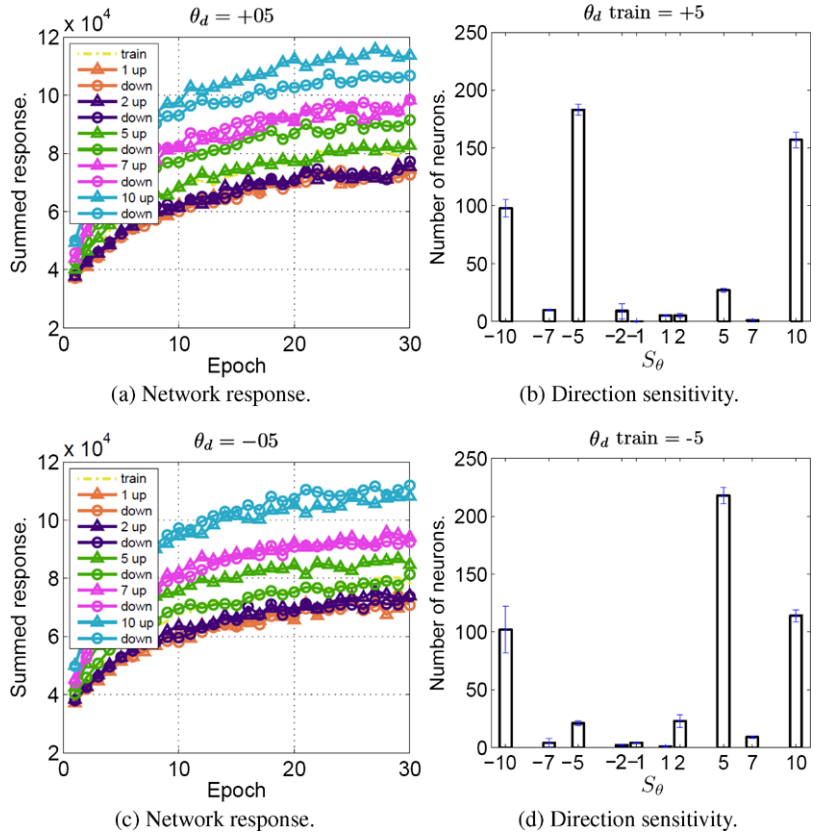 × 10⁴
θd = +05
12
10
8
6
4
2
0
10
20
30
Summed response.
Epoch
train
1 up
down
2 up
down
5 up
down
7 up
down
10 up
down
(a) Network response.
θd train = +5
250
200
150
100
50
0
Number of neurons.
−10 −7 −5 −2 −1 1 2 5 7 10
Sθ
(b) Direction sensitivity.
× 10⁴
θd = −05
12
10
8
6
4
2
0
10
20
30
Summed response.
Epoch
train
1 up
down
2 up
down
5 up
down
7 up
down
10 up
down
(c) Network response.
θd train = -5
250
200
150
100
50
0
Number of neurons.
−10 −7 −5 −2 −1 1 2 5 7 10
Sθ
(d) Direction sensitivity.